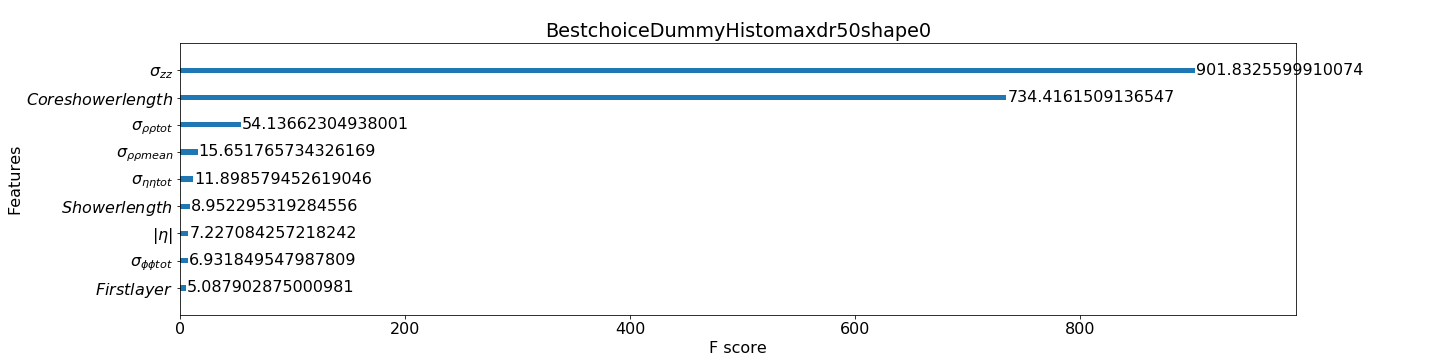 BestchoiceDummyHistomaxdr50shape0
σzz 901.8325599910074
Coreshowerlength 734.4161509136547
σρρtot 54.13662304938001
σρρmean 15.651765734326169
σηηtot 11.898579452619046
Showerlength 8.952295319284556
|η| 7.227084257218242
σϕϕtot 6.931849547987809
Firstlayer 5.087902875000981
Features
0 200 400 600 800
F score